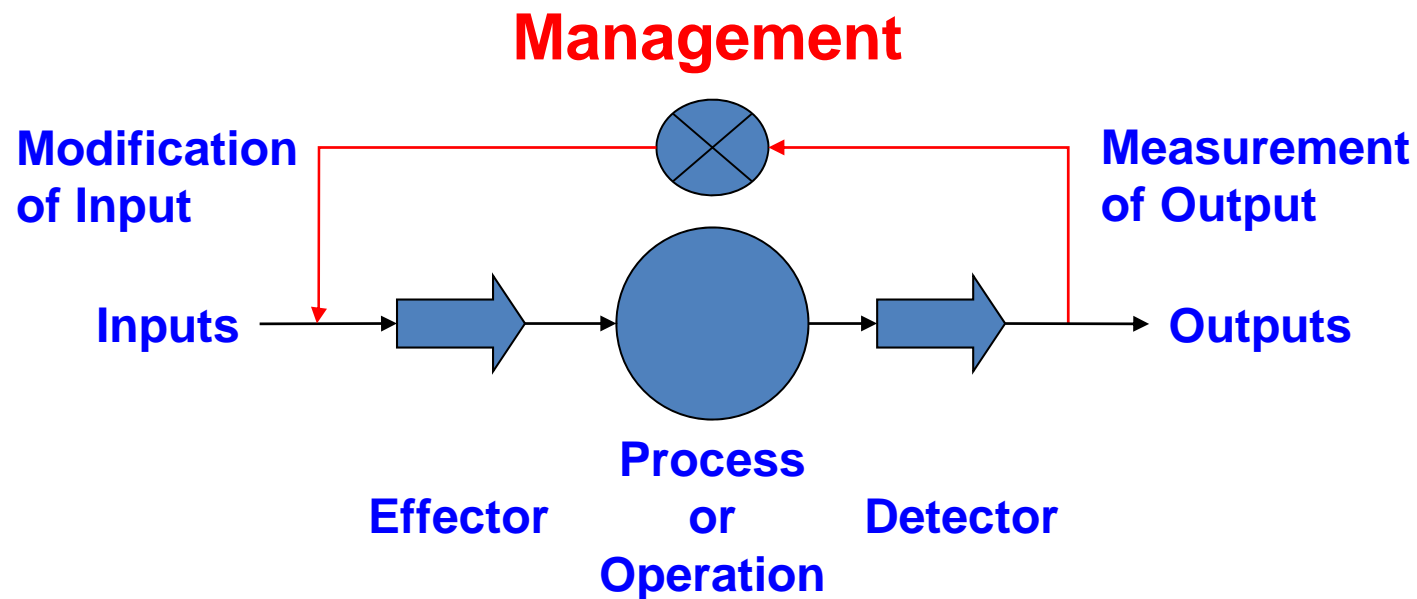 Management
Modification
of Input
Measurement
of Output
Inputs
Outputs
Effector
Process
or
Operation
Detector